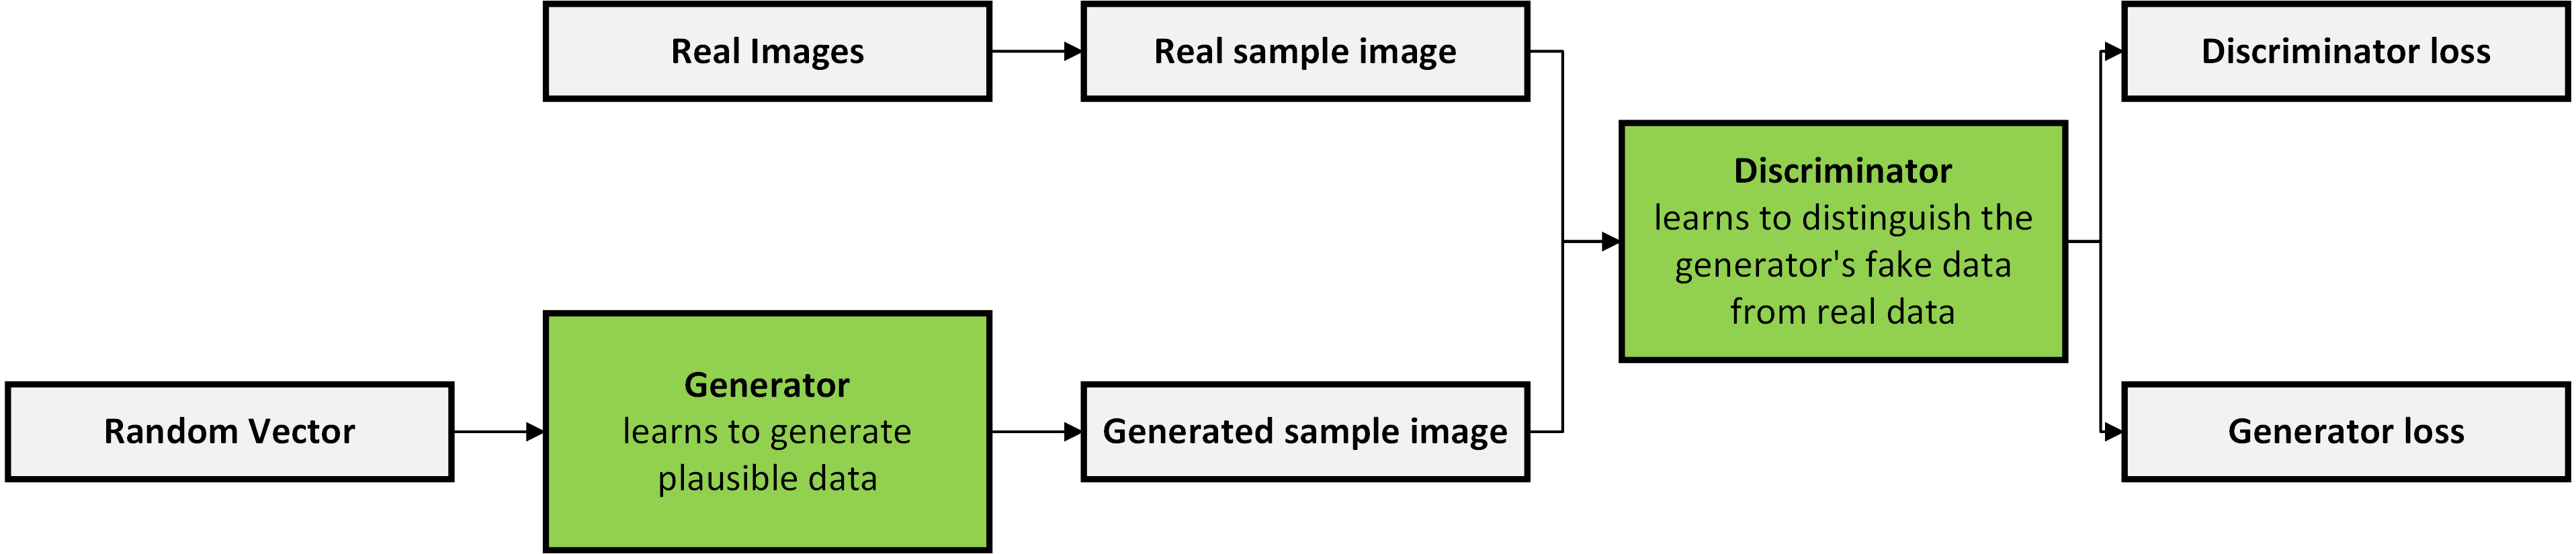 Real Images
Real sample image
Discriminator loss
Discriminator
learns to distinguish the
generator's fake data
from real data
Random Vector
Generator
learns to generate
plausible data
Generated sample image
Generator loss